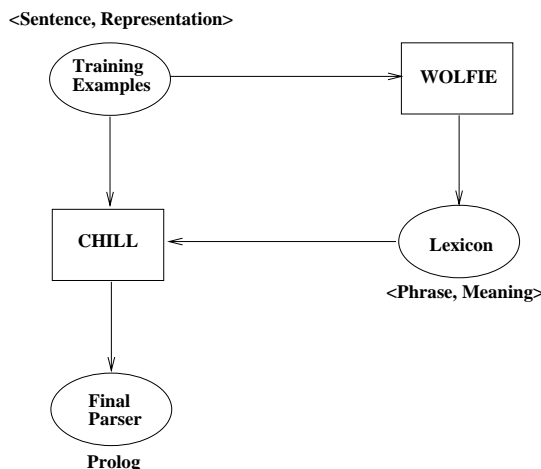 <Sentence, Representation>
Training
Examples
WOLFIE
CHILL
Lexicon
<Phrase, Meaning>
Final
Parser
Prolog